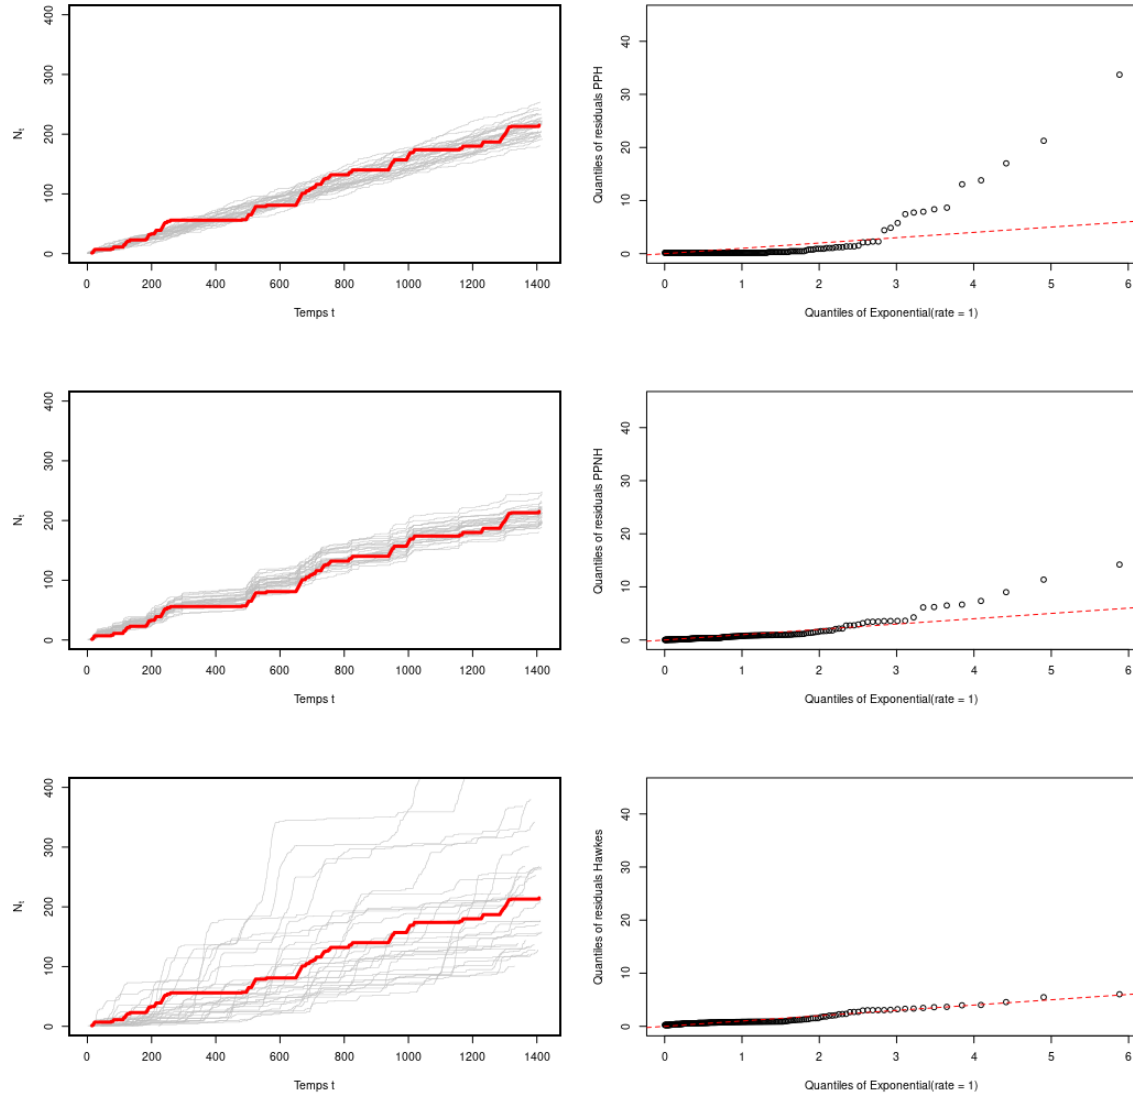 400
300
200
100
0
N_t
0 200 400 600 800 1000 1200 1400
Temps t
40
30
20
10
0
Quantiles of residuals PPH
0 1 2 3 4 5 6
Quantiles of Exponential(rate = 1)
400
300
200
100
0
N_t
0 200 400 600 800 1000 1200 1400
Temps t
40
30
20
10
0
Quantiles of residuals PPNH
0 1 2 3 4 5 6
Quantiles of Exponential(rate = 1)
400
300
200
100
0
N_t
0 200 400 600 800 1000 1200 1400
Temps t
40
30
20
10
0
Quantiles of residuals Hawkes
0 1 2 3 4 5 6
Quantiles of Exponential(rate = 1)